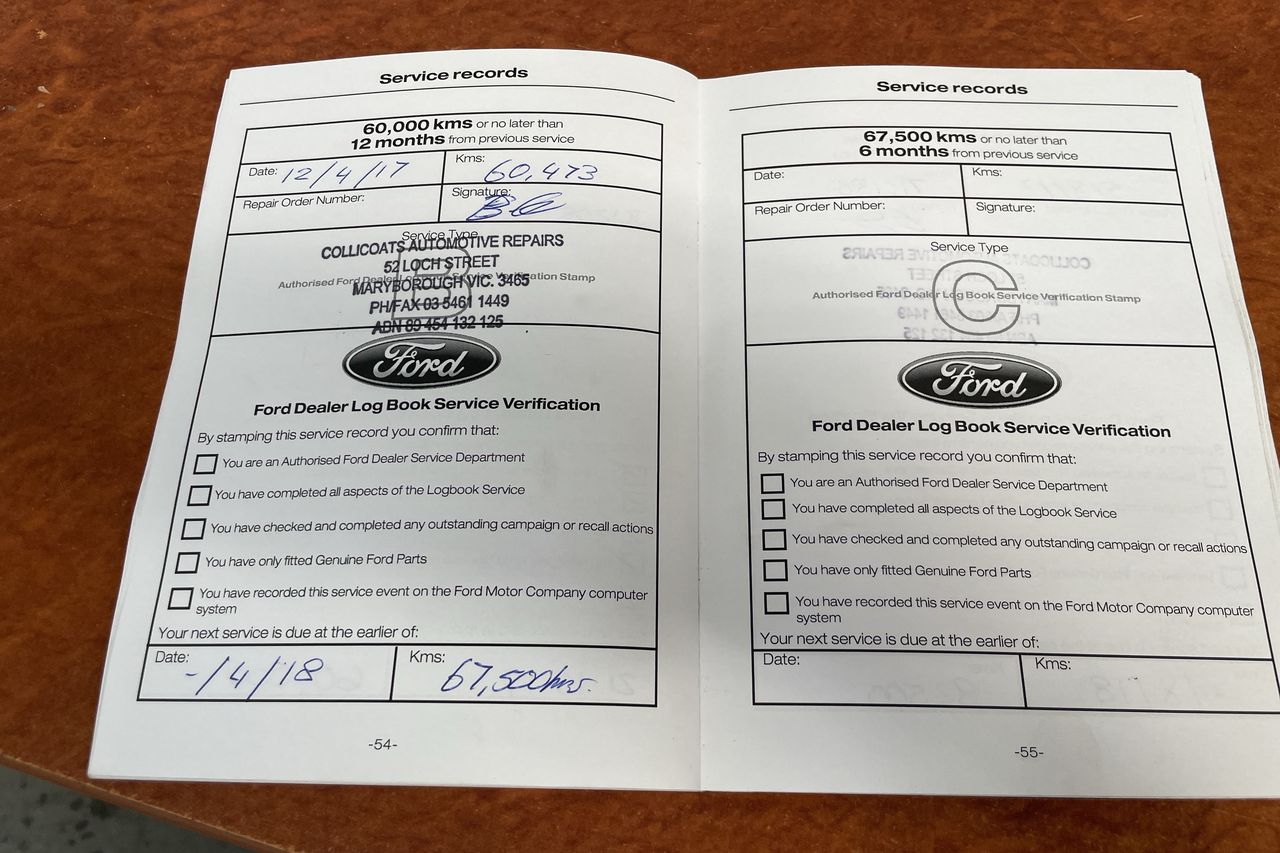 Service records
60,000 kms or no later than
12 months from previous service
Date: 12/4/17
Kms: 60,473
Repair Order Number:
Signature:
Service Type
B
Authorised Ford Dealer Log Book Service Verification Stamp
COLLICOATS AUTOMOTIVE REPAIRS
52 LOCH STREET
MARYBOROUGH VIC. 3465
PH/FAX 03 5461 1449
ABN 89 454 132 125
Ford
Ford Dealer Log Book Service Verification
By stamping this service record you confirm that:
You are an Authorised Ford Dealer Service Department
You have completed all aspects of the Logbook Service
You have checked and completed any outstanding campaign or recall actions
You have only fitted Genuine Ford Parts
You have recorded this service event on the Ford Motor Company computer
system
Your next service is due at the earlier of:
Date: -/4/'18
Kms: 67,500kms.
-54-
Service records
67,500 kms or no later than
6 months from previous service
Date:
Kms:
Repair Order Number:
Signature:
Service Type
C
Authorised Ford Dealer Log Book Service Verification Stamp
Ford
Ford Dealer Log Book Service Verification
By stamping this service record you confirm that:
You are an Authorised Ford Dealer Service Department
You have completed all aspects of the Logbook Service
You have checked and completed any outstanding campaign or recall actions
You have only fitted Genuine Ford Parts
You have recorded this service event on the Ford Motor Company computer
system
Your next service is due at the earlier of:
Date:
Kms:
-55-